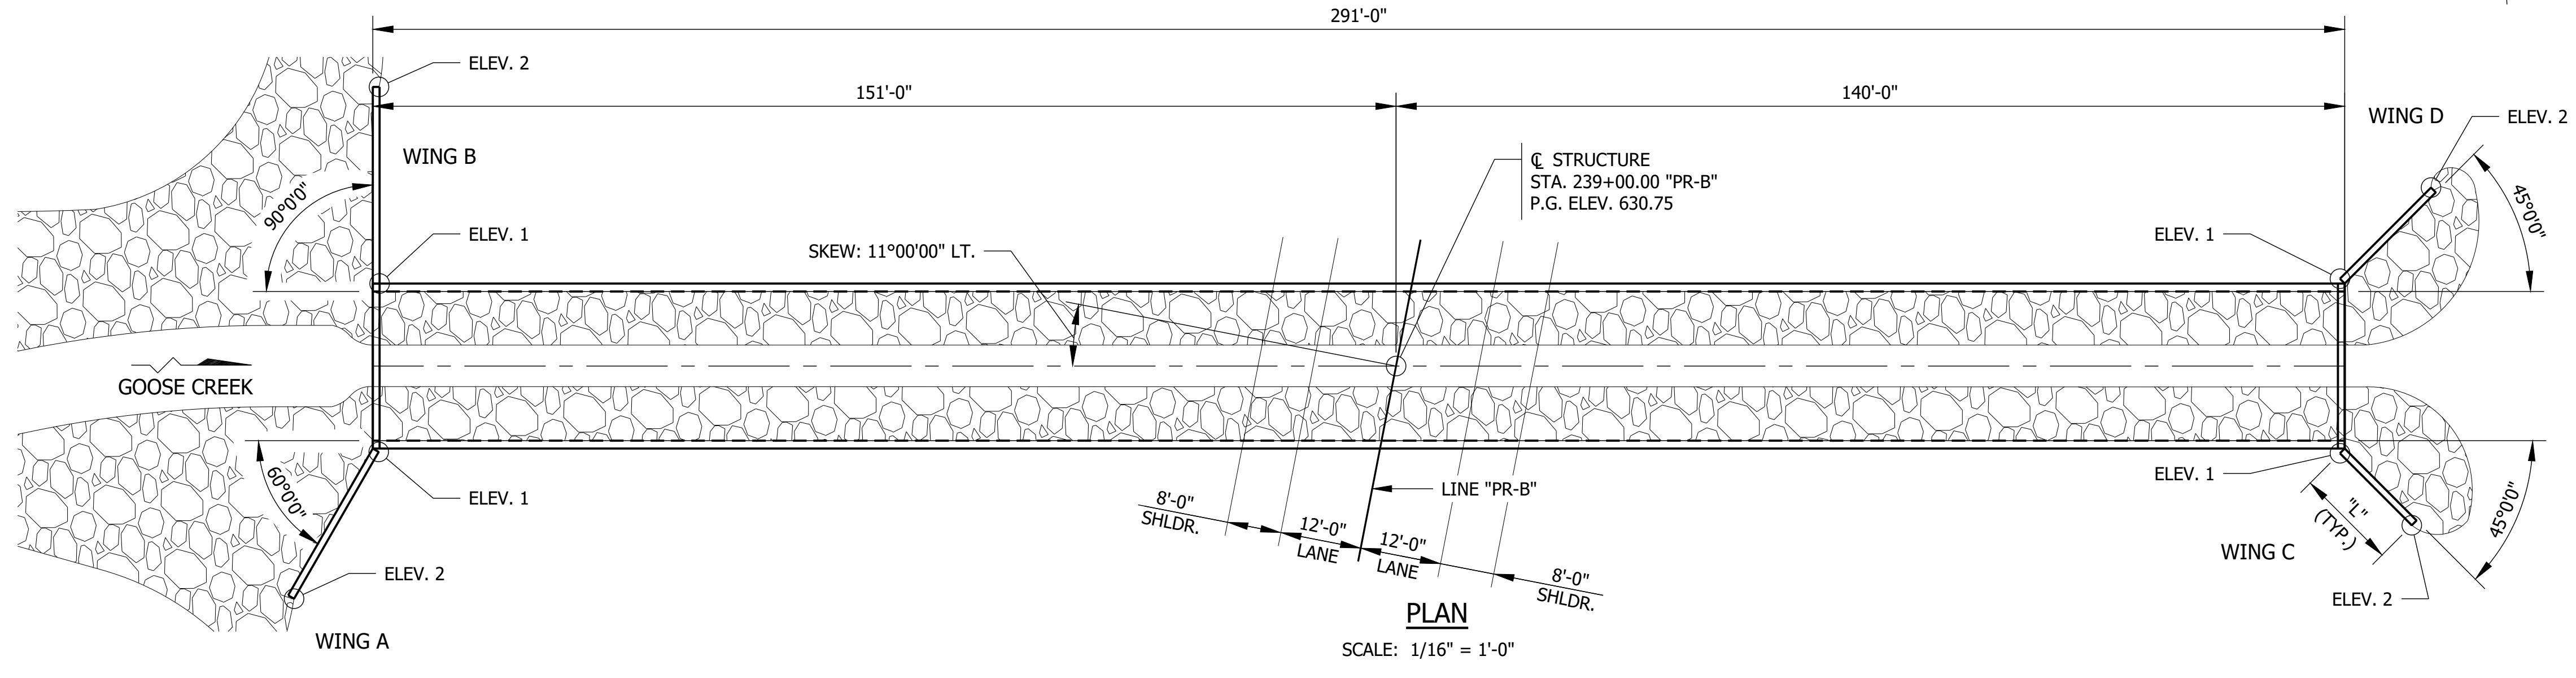 291'-0"
ELEV. 2
151'-0"
140'-0"
WING D
ELEV. 2
WING B
℄ STRUCTURE
STA. 239+00.00 "PR-B"
P.G. ELEV. 630.75
90°0'0"
45°0'0"
ELEV. 1
ELEV. 1
SKEW: 11°00'00" LT.
GOOSE CREEK
60°0'0"
ELEV. 1
ELEV. 1
LINE "PR-B"
8'-0"
SHLDR.
12'-0"
LANE
12'-0"
LANE
8'-0"
SHLDR.
"L"
(TYP.)
45°0'0"
WING C
ELEV. 2
ELEV. 2
WING A
PLAN
SCALE: 1/16" = 1'-0"